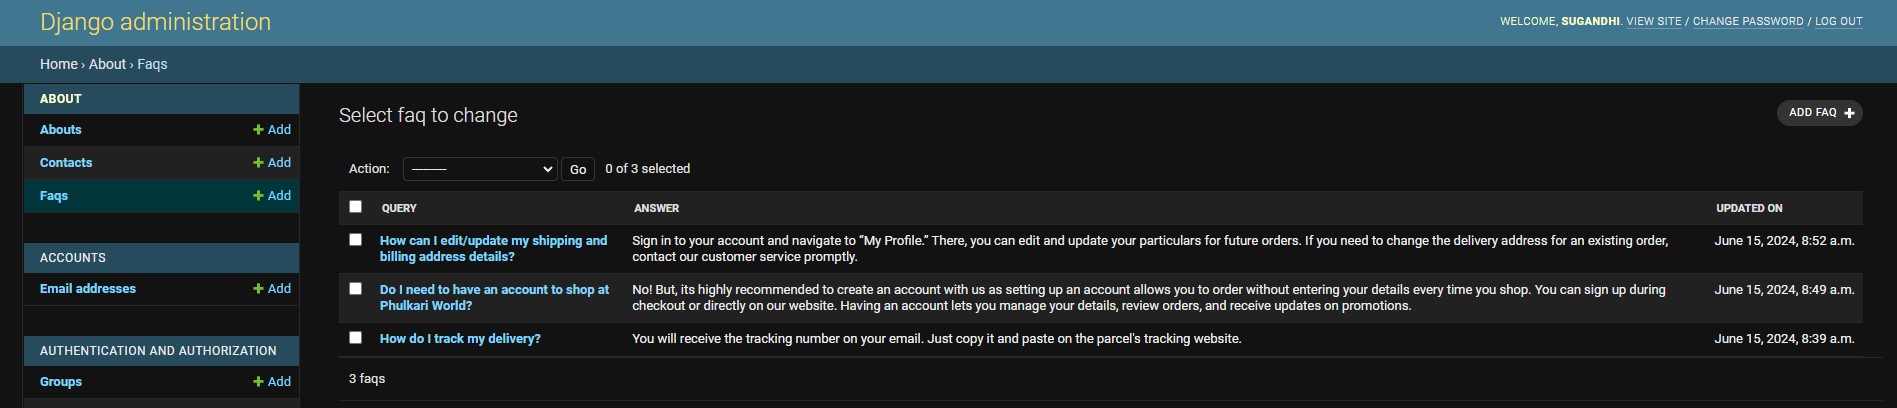 Django administration
WELCOME, SUGANDHI. VIEW SITE / CHANGE PASSWORD / LOG OUT
Home › About › Faqs
ABOUT
Abouts + Add
Contacts + Add
Faqs + Add
ACCOUNTS
Email addresses + Add
AUTHENTICATION AND AUTHORIZATION
Groups + Add
Select faq to change
ADD FAQ +
Action: --------- Go 0 of 3 selected
QUERY ANSWER UPDATED ON
How can I edit/update my shipping and
billing address details?
Sign in to your account and navigate to “My Profile.” There, you can edit and update your particulars for future orders. If you need to change the delivery address for an existing order,
contact our customer service promptly.
June 15, 2024, 8:52 a.m.
Do I need to have an account to shop at
Phulkari World?
No! But, its highly recommended to create an account with us as setting up an account allows you to order without entering your details every time you shop. You can sign up during
checkout or directly on our website. Having an account lets you manage your details, review orders, and receive updates on promotions.
June 15, 2024, 8:49 a.m.
How do I track my delivery?
You will receive the tracking number on your email. Just copy it and paste on the parcel's tracking website.
June 15, 2024, 8:39 a.m.
3 faqs